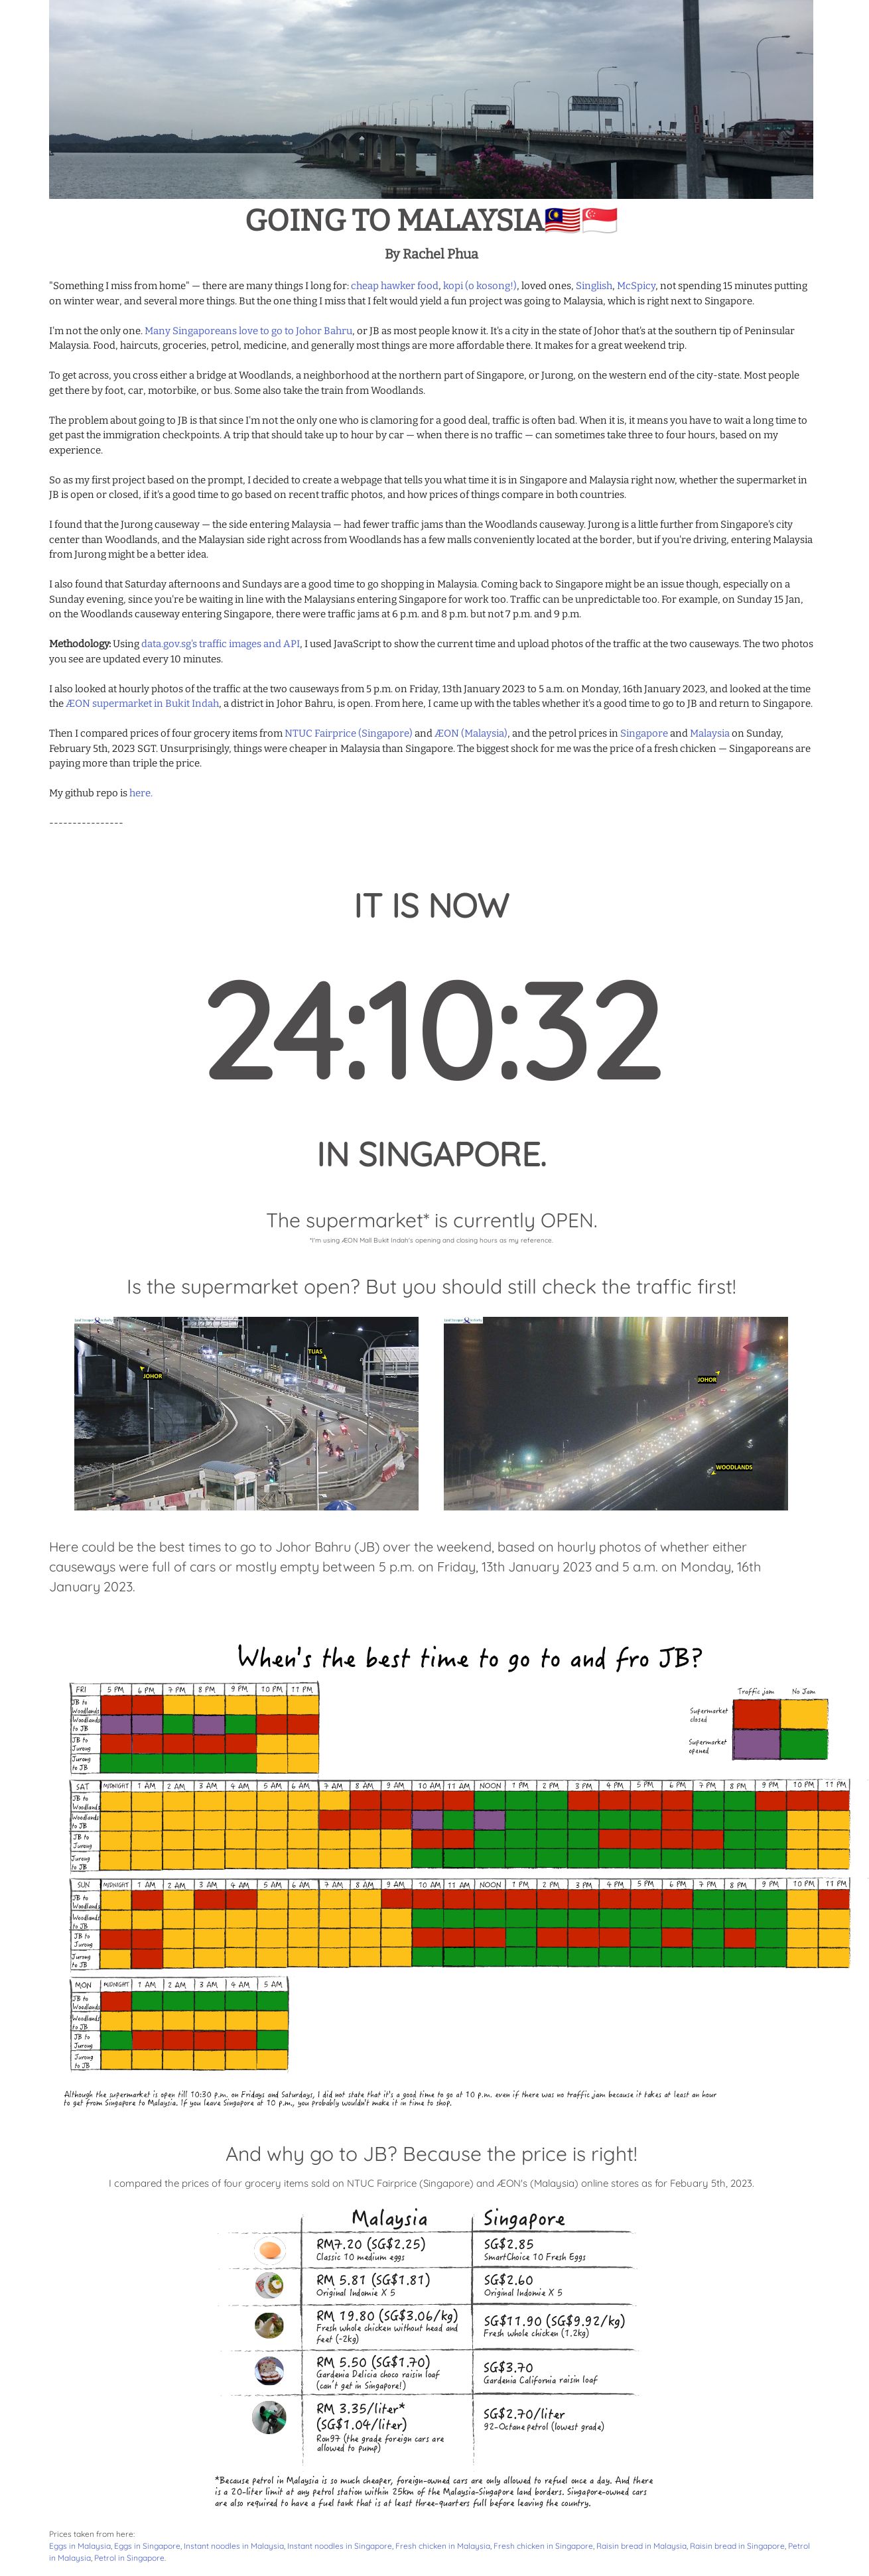 GOING TO MALAYSIA🇲🇾🇸🇬
By Rachel Phua
"Something I miss from home" — there are many things I long for: cheap hawker food, kopi (o kosong!), loved ones, Singlish, McSpicy, not spending 15 minutes putting
on winter wear, and several more things. But the one thing I miss that I felt would yield a fun project was going to Malaysia, which is right next to Singapore.
I'm not the only one. Many Singaporeans love to go to Johor Bahru, or JB as most people know it. It's a city in the state of Johor that's at the southern tip of Peninsular
Malaysia. Food, haircuts, groceries, petrol, medicine, and generally most things are more affordable there. It makes for a great weekend trip.
To get across, you cross either a bridge at Woodlands, a neighborhood at the northern part of Singapore, or Jurong, on the western end of the city-state. Most people
get there by foot, car, motorbike, or bus. Some also take the train from Woodlands.
The problem about going to JB is that since I'm not the only one who is clamoring for a good deal, traffic is often bad. When it is, it means you have to wait a long time to
get past the immigration checkpoints. A trip that should take up to hour by car — when there is no traffic — can sometimes take three to four hours, based on my
experience.
So as my first project based on the prompt, I decided to create a webpage that tells you what time it is in Singapore and Malaysia right now, whether the supermarket in
JB is open or closed, if it's a good time to go based on recent traffic photos, and how prices of things compare in both countries.
I found that the Jurong causeway — the side entering Malaysia — had fewer traffic jams than the Woodlands causeway. Jurong is a little further from Singapore's city
center than Woodlands, and the Malaysian side right across from Woodlands has a few malls conveniently located at the border, but if you're driving, entering Malaysia
from Jurong might be a better idea.
I also found that Saturday afternoons and Sundays are a good time to go shopping in Malaysia. Coming back to Singapore might be an issue though, especially on a
Sunday evening, since you're be waiting in line with the Malaysians entering Singapore for work too. Traffic can be unpredictable too. For example, on Sunday 15 Jan,
on the Woodlands causeway entering Singapore, there were traffic jams at 6 p.m. and 8 p.m. but not 7 p.m. and 9 p.m.
Methodology: Using data.gov.sg's traffic images and API, I used JavaScript to show the current time and upload photos of the traffic at the two causeways. The two photos
you see are updated every 10 minutes.
I also looked at hourly photos of the traffic at the two causeways from 5 p.m. on Friday, 13th January 2023 to 5 a.m. on Monday, 16th January 2023, and looked at the time
the ÆON supermarket in Bukit Indah, a district in Johor Bahru, is open. From here, I came up with the tables whether it's a good time to go to JB and return to Singapore.
Then I compared prices of four grocery items from NTUC Fairprice (Singapore) and ÆON (Malaysia), and the petrol prices in Singapore and Malaysia on Sunday,
February 5th, 2023 SGT. Unsurprisingly, things were cheaper in Malaysia than Singapore. The biggest shock for me was the price of a fresh chicken — Singaporeans are
paying more than triple the price.
My github repo is here.
---------------
IT IS NOW
24:10:32
IN SINGAPORE.
The supermarket* is currently OPEN.
*I'm using ÆON Mall Bukit Indah's opening and closing hours as my reference.
Is the supermarket open? But you should still check the traffic first!
TUAS
JOHOR
JOHOR
WOODLANDS
Here could be the best times to go to Johor Bahru (JB) over the weekend, based on hourly photos of whether either
causeways were full of cars or mostly empty between 5 p.m. on Friday, 13th January 2023 and 5 a.m. on Monday, 16th
January 2023.
When's the best time to go to and fro JB?
Traffic jam No Jam
Supermarket
closed
Supermarket
opened
FRI 5 PM 6 PM 7 PM 8 PM 9 PM 10 PM 11 PM
JB to
Woodlands
Woodlands
to JB
JB to
Jurong
Jurong
to JB
SAT MIDNIGHT 1 AM 2 AM 3 AM 4 AM 5 AM 6 AM 7 AM 8 AM 9 AM 10 AM 11 AM NOON 1 PM 2 PM 3 PM 4 PM 5 PM 6 PM 7 PM 8 PM 9 PM 10 PM 11 PM
JB to
Woodlands
Woodlands
to JB
JB to
Jurong
Jurong
to JB
SUN MIDNIGHT 1 AM 2 AM 3 AM 4 AM 5 AM 6 AM 7 AM 8 AM 9 AM 10 AM 11 AM NOON 1 PM 2 PM 3 PM 4 PM 5 PM 6 PM 7 PM 8 PM 9 PM 10 PM 11 PM
JB to
Woodlands
Woodlands
to JB
JB to
Jurong
Jurong
to JB
MON MIDNIGHT 1 AM 2 AM 3 AM 4 AM 5 AM
JB to
Woodlands
Woodlands
to JB
JB to
Jurong
Jurong
to JB
Although the supermarket is open till 10:30 p.m. on Fridays and Saturdays, I did not state that it's a good time to go at 10 p.m. even if there was no traffic jam because it takes at least an hour
to get from Singapore to Malaysia. If you leave Singapore at 10 p.m., you probably wouldn't make it in time to shop.
And why go to JB? Because the price is right!
I compared the prices of four grocery items sold on NTUC Fairprice (Singapore) and ÆON's (Malaysia) online stores as for Febuary 5th, 2023.
Malaysia Singapore
RM7.20 (SG$2.25)
Classic 10 medium eggs
SG$2.85
SmartChoice 10 Fresh Eggs
RM 5.81 (SG$1.81)
Original Indomie X 5
SG$2.60
Original Indomie X 5
RM 19.80 (SG$3.06/kg)
Fresh whole chicken without head and
feet (~2kg)
SG$11.90 (SG$9.92/kg)
Fresh whole chicken (1.2kg)
RM 5.50 (SG$1.70)
Gardenia Delicia choco raisin loaf
(can't get in Singapore!)
SG$3.70
Gardenia California raisin loaf
RM 3.35/liter*
(SG$1.04/liter)
Ron97 (the grade foreign cars are
allowed to pump)
SG$2.70/liter
92-Octane petrol (lowest grade)
*Because petrol in Malaysia is so much cheaper, foreign-owned cars are only allowed to refuel once a day. And there
is a 20-liter limit at any petrol station within 25km of the Malaysia-Singapore land borders. Singapore-owned cars
are also required to have a fuel tank that is at least three-quarters full before leaving the country.
Prices taken from here:
Eggs in Malaysia, Eggs in Singapore, Instant noodles in Malaysia, Instant noodles in Singapore, Fresh chicken in Malaysia, Fresh chicken in Singapore, Raisin bread in Malaysia, Raisin bread in Singapore, Petrol
in Malaysia, Petrol in Singapore.